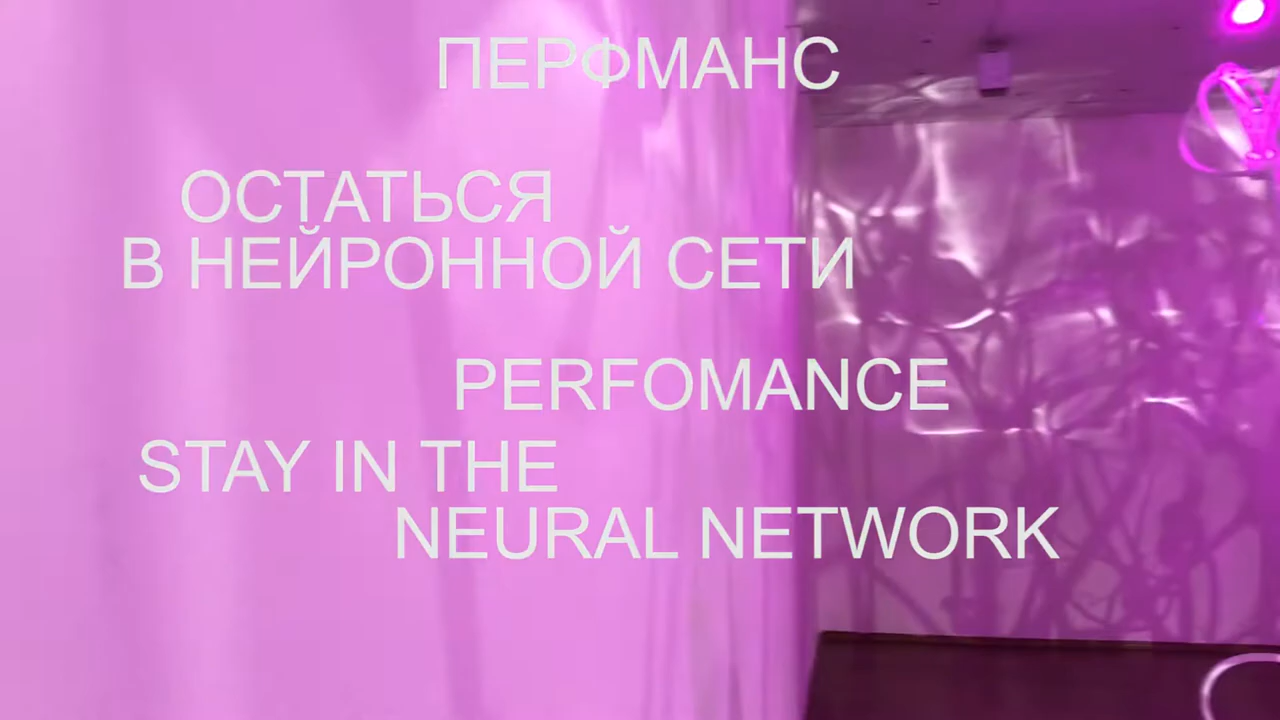 ПЕРФМАНС
ОСТАТЬСЯ
В НЕЙРОННОЙ СЕТИ
PERFOMANCE
STAY IN THE
NEURAL NETWORK